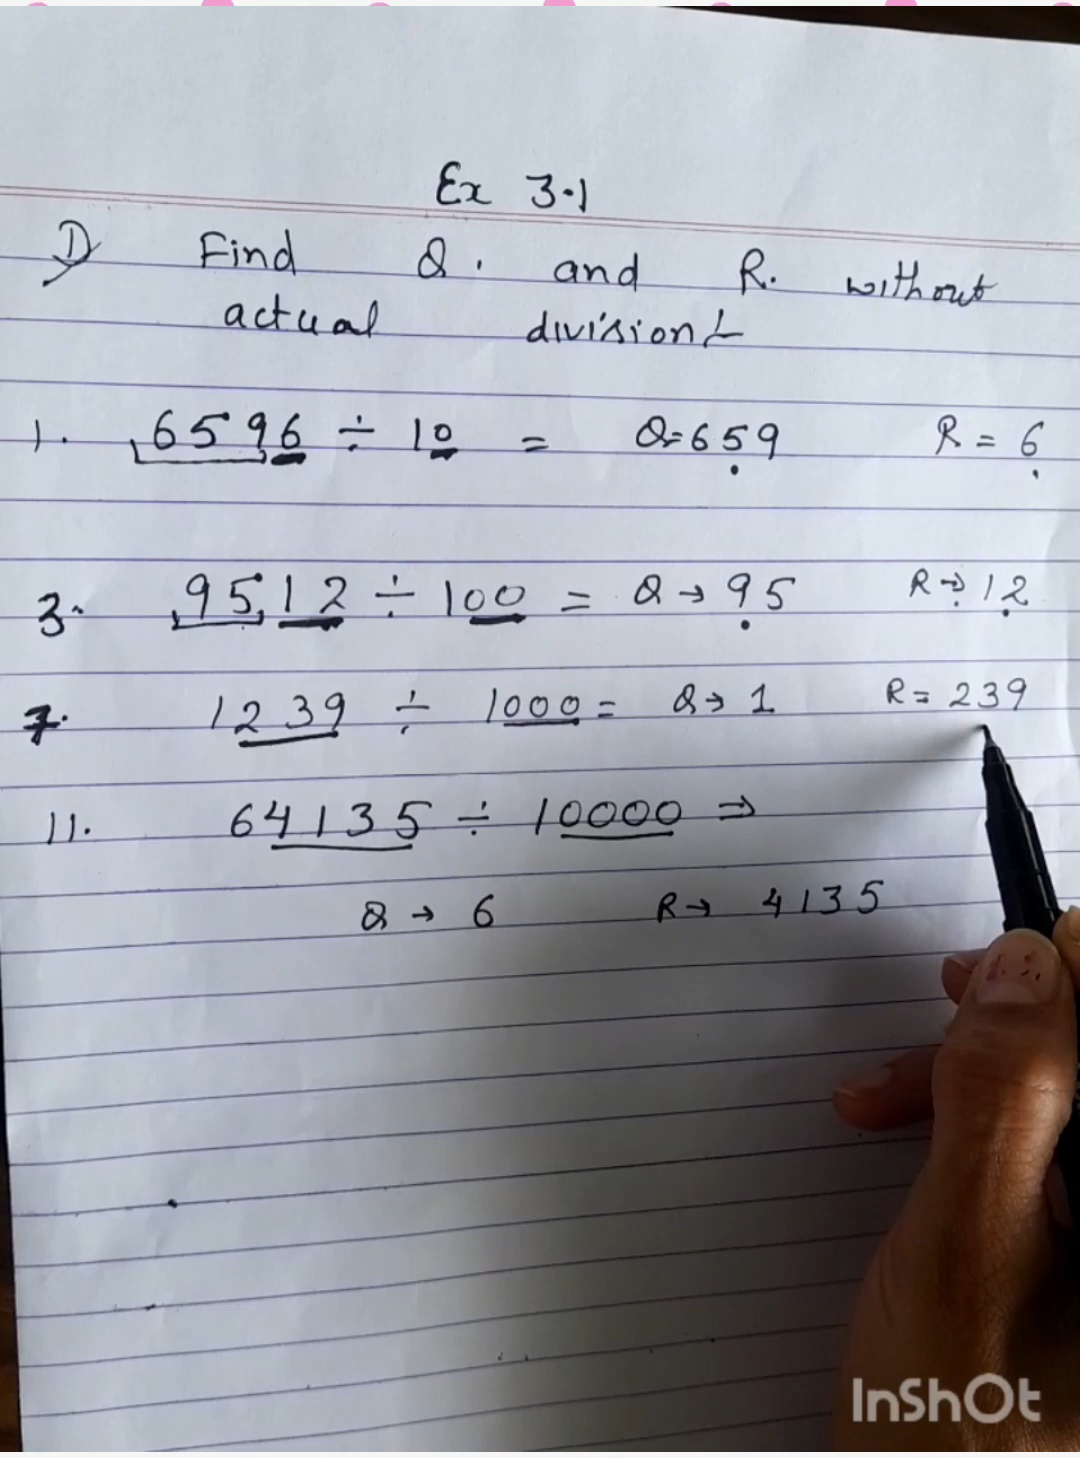 Ex 3.1
D Find Q. and R. without
actual division:-
1. 6596 ÷ 10 = Q=659 R = 6
3. 9512 ÷ 100 = Q → 95 R → 12
7. 1239 ÷ 1000 = Q → 1 R = 239
11. 64135 ÷ 10000 ⇒
Q → 6 R → 4135
InShOt